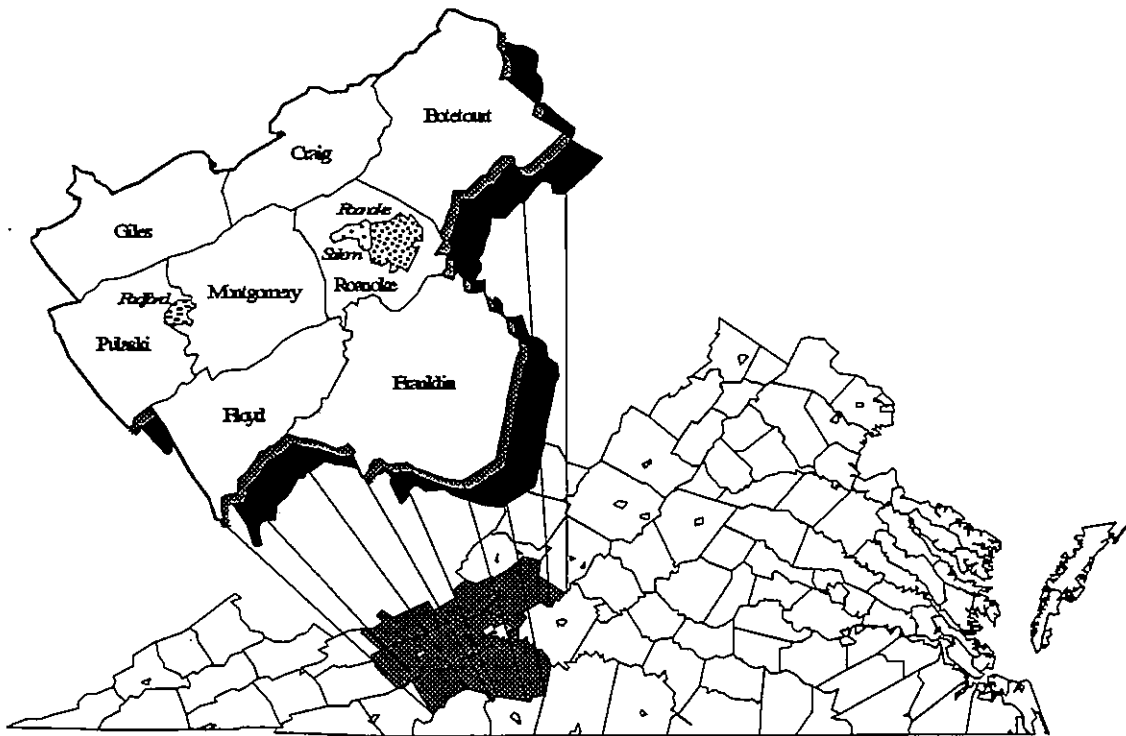 Botetourt
Craig
Giles
Roanoke
Salem
Roanoke
Montgomery
Radford
Pulaski
Franklin
Floyd